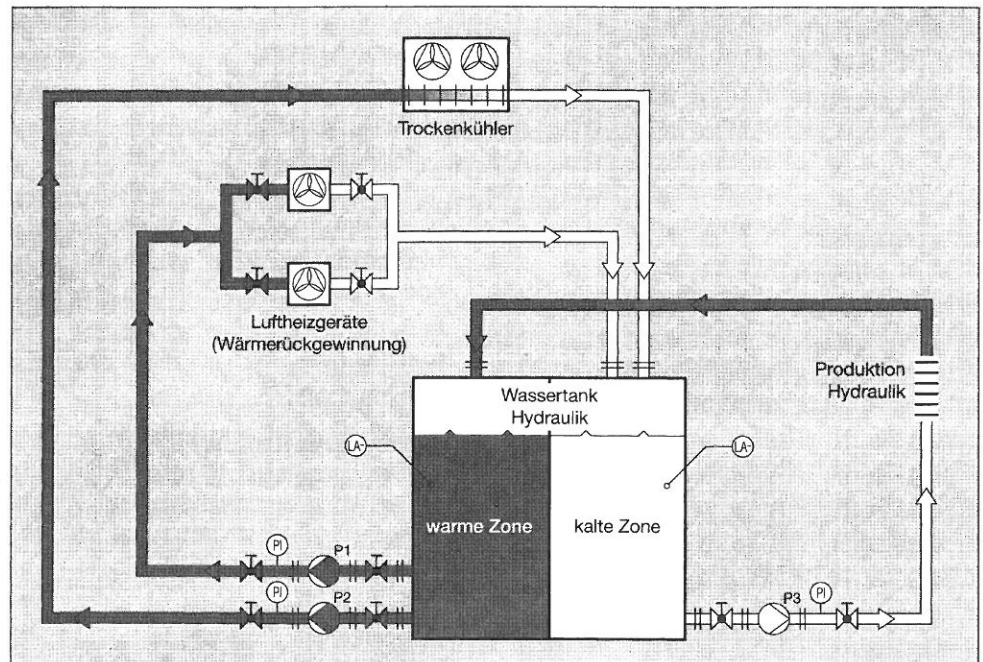 Trockenkühler
Luftheizgeräte
(Wärmerückgewinnung)
Produktion
Hydraulik
Wassertank
Hydraulik
LA-
LA-
warme Zone
kalte Zone
PI
P1
PI
P2
P3
PI